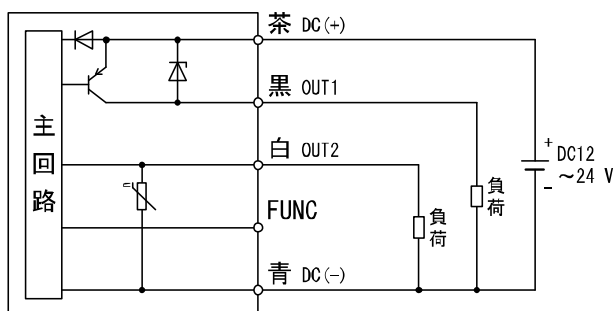 茶 DC(+)
黒 OUT1
主回路
白 OUT2
n
FUNC
青 DC(-)
負荷
負荷
+
-
DC12
~24 V